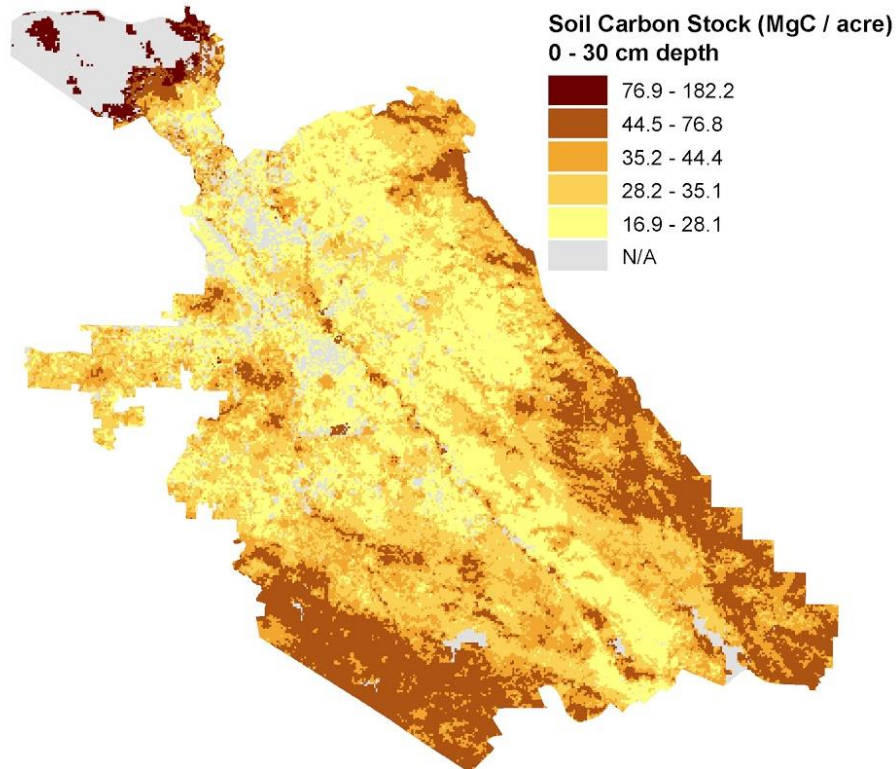 Soil Carbon Stock (MgC / acre)
0 - 30 cm depth
76.9 - 182.2
44.5 - 76.8
35.2 - 44.4
28.2 - 35.1
16.9 - 28.1
N/A